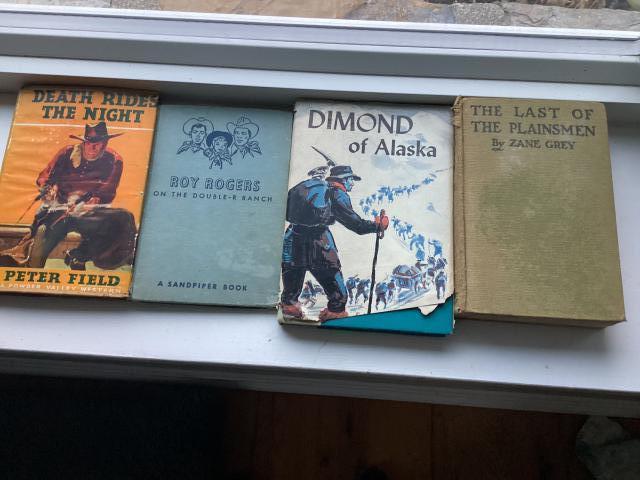 DEATH RIDES
THE NIGHT
PETER FIELD
A POWDER VALLEY WESTERN
ROY ROGERS
ON THE DOUBLE-R RANCH
A SANDPIPER BOOK
DIMOND
of Alaska
THE LAST OF
THE PLAINSMEN
By ZANE GREY